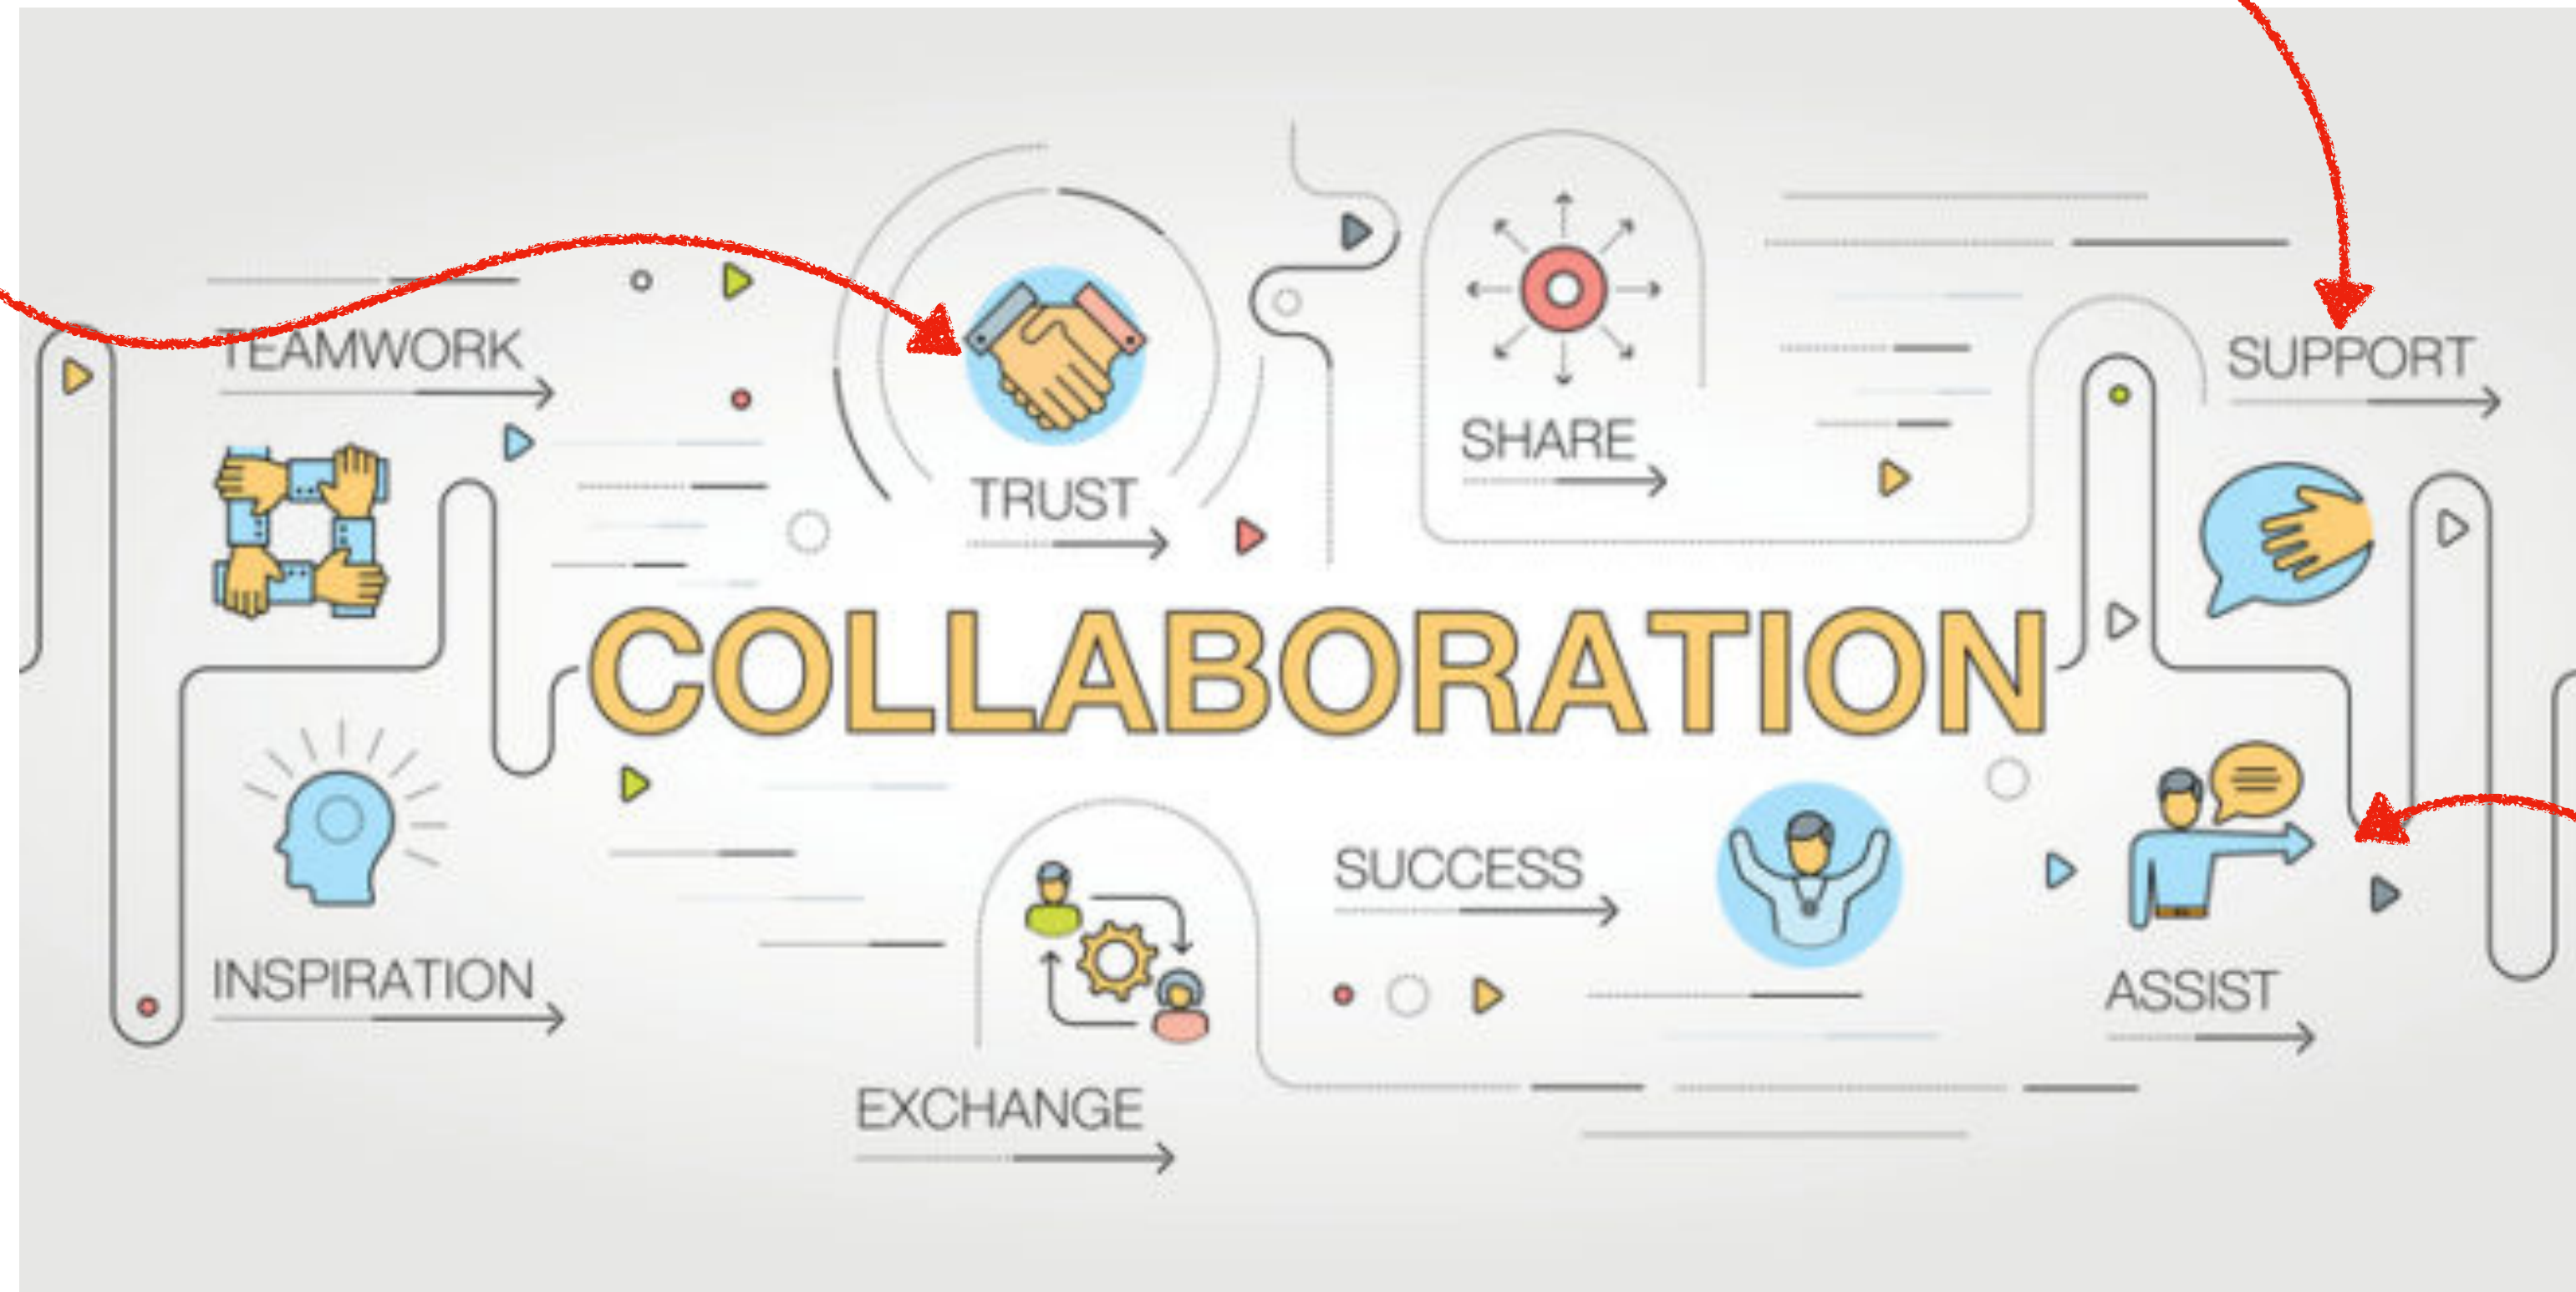 TEAMWORK
TRUST
SHARE
SUPPORT
COLLABORATION
INSPIRATION
EXCHANGE
SUCCESS
ASSIST